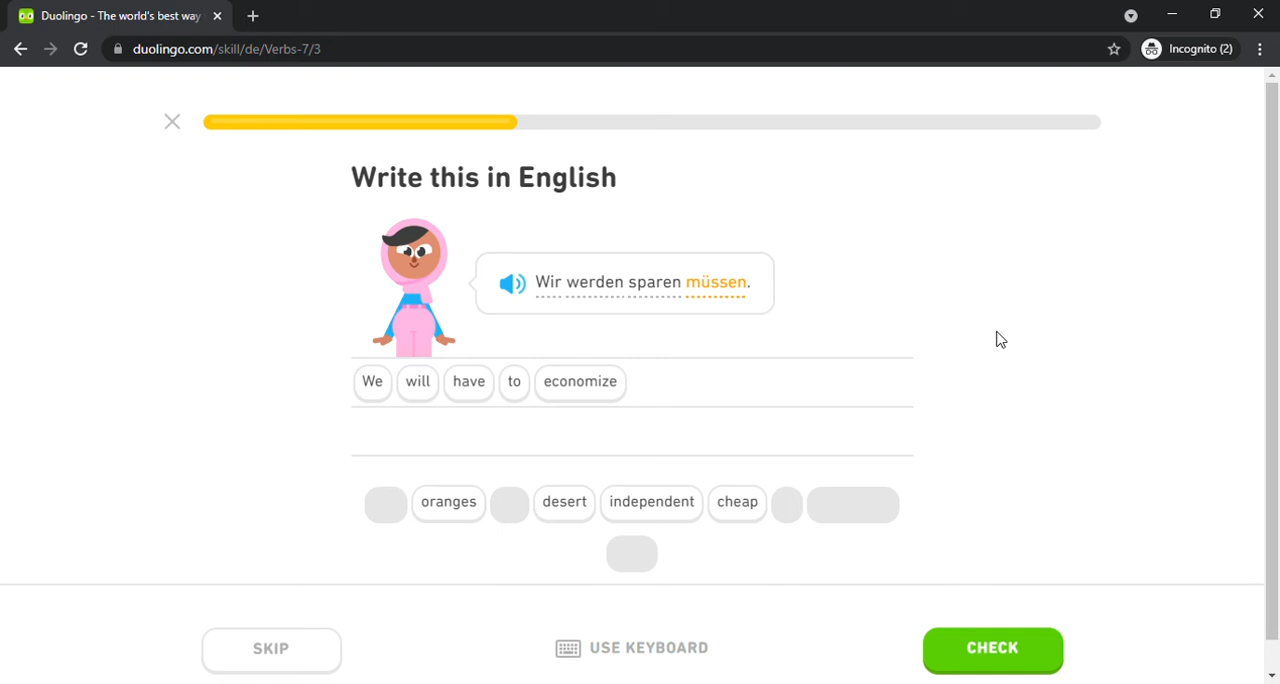 Duolingo - The world's best way
duolingo.com/skill/de/Verbs-7/3
Incognito (2)
Write this in English
Wir werden sparen müssen.
We will have to economize
oranges desert independent cheap
SKIP USE KEYBOARD CHECK